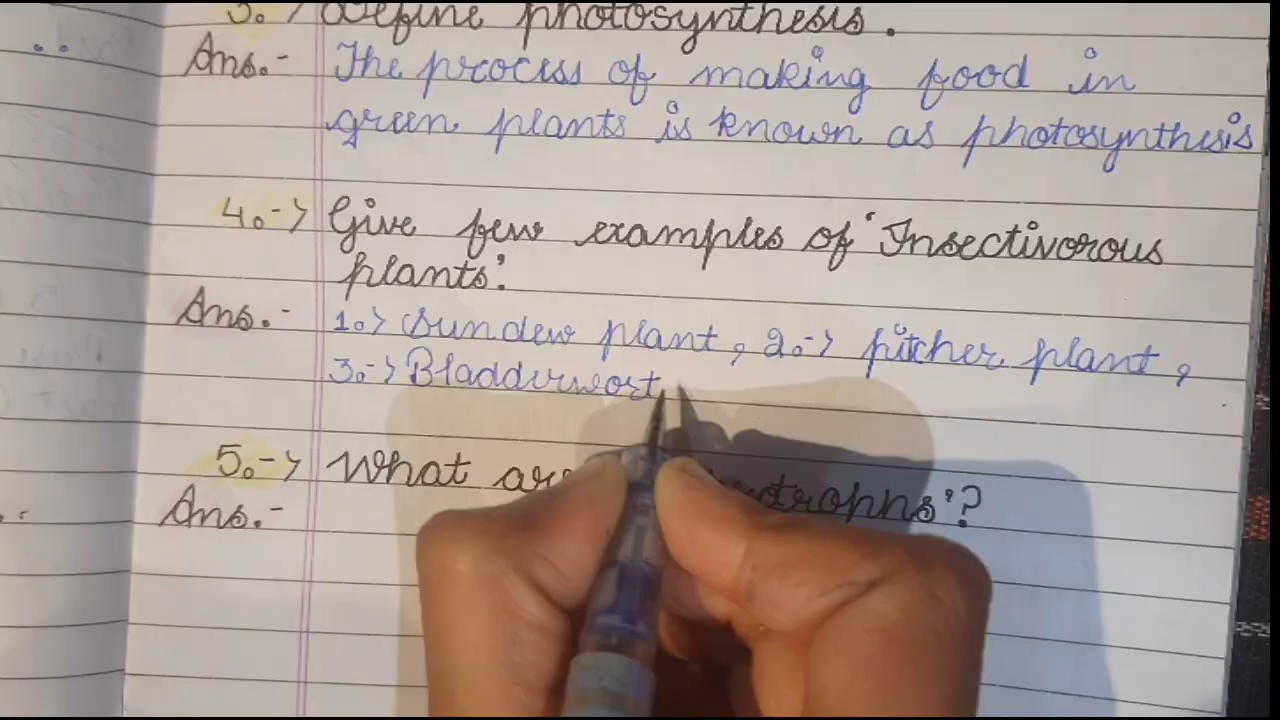 3.-> Define photosynthesis.
Ans.- The process of making food in
green plants is known as photosynthesis
4.-> Give few examples of 'Insectivorous
plants'.
Ans.- 1.> Sundew plant, 2.-> pitcher plant,
3.-> Bladderwort
5.-> What are ?
Ans.-